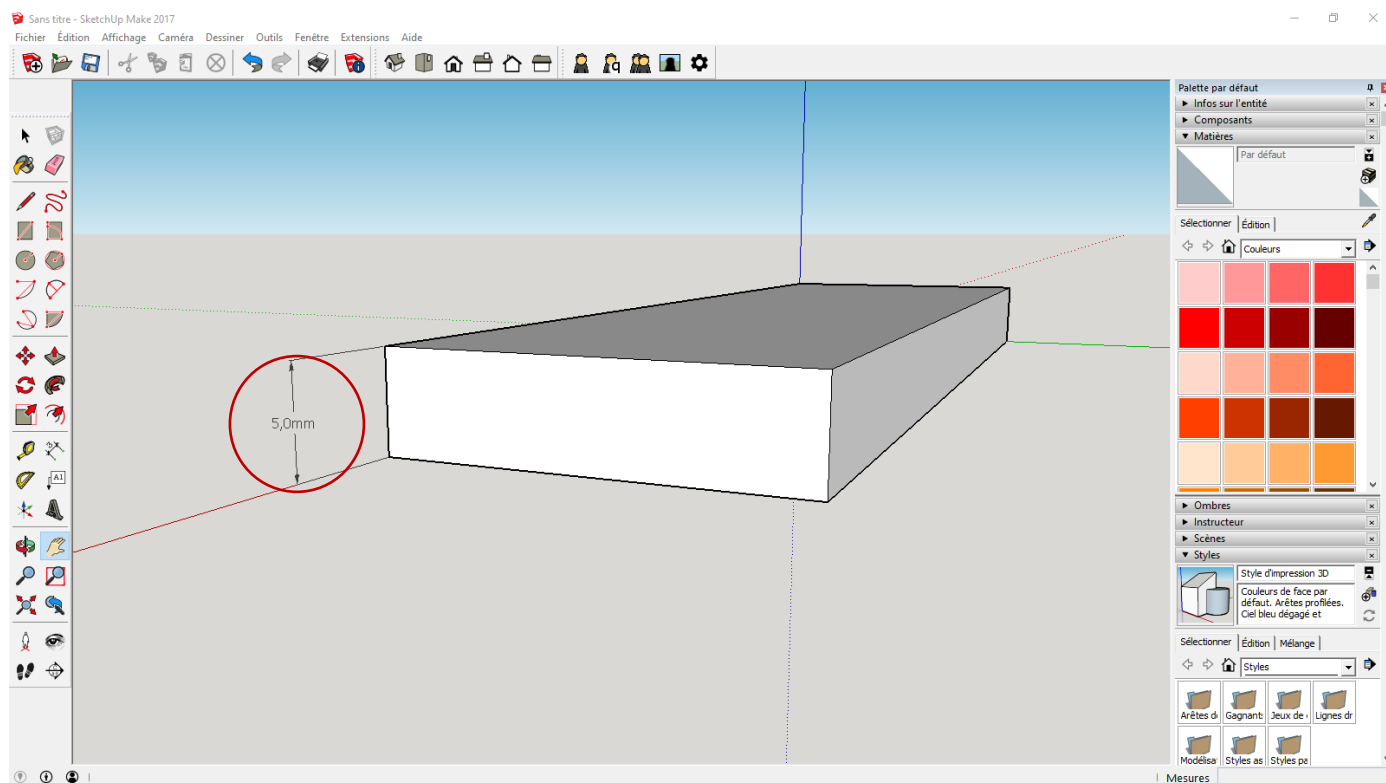 Sans titre - SketchUp Make 2017
Fichier Édition Affichage Caméra Dessiner Outils Fenêtre Extensions Aide
5,0mm
A1
Palette par défaut
Infos sur l'entité
Composants
Matières
Par défaut
Sélectionner Édition
Couleurs
Ombres
Instructeur
Scènes
Styles
Style d'impression 3D
Couleurs de face par
défaut. Arêtes profilées.
Ciel bleu dégagé et
Sélectionner Édition Mélange
Styles
Arêtes d Gagnant: Jeux de Lignes dr
Modélisa Styles as Styles pa
Mesures